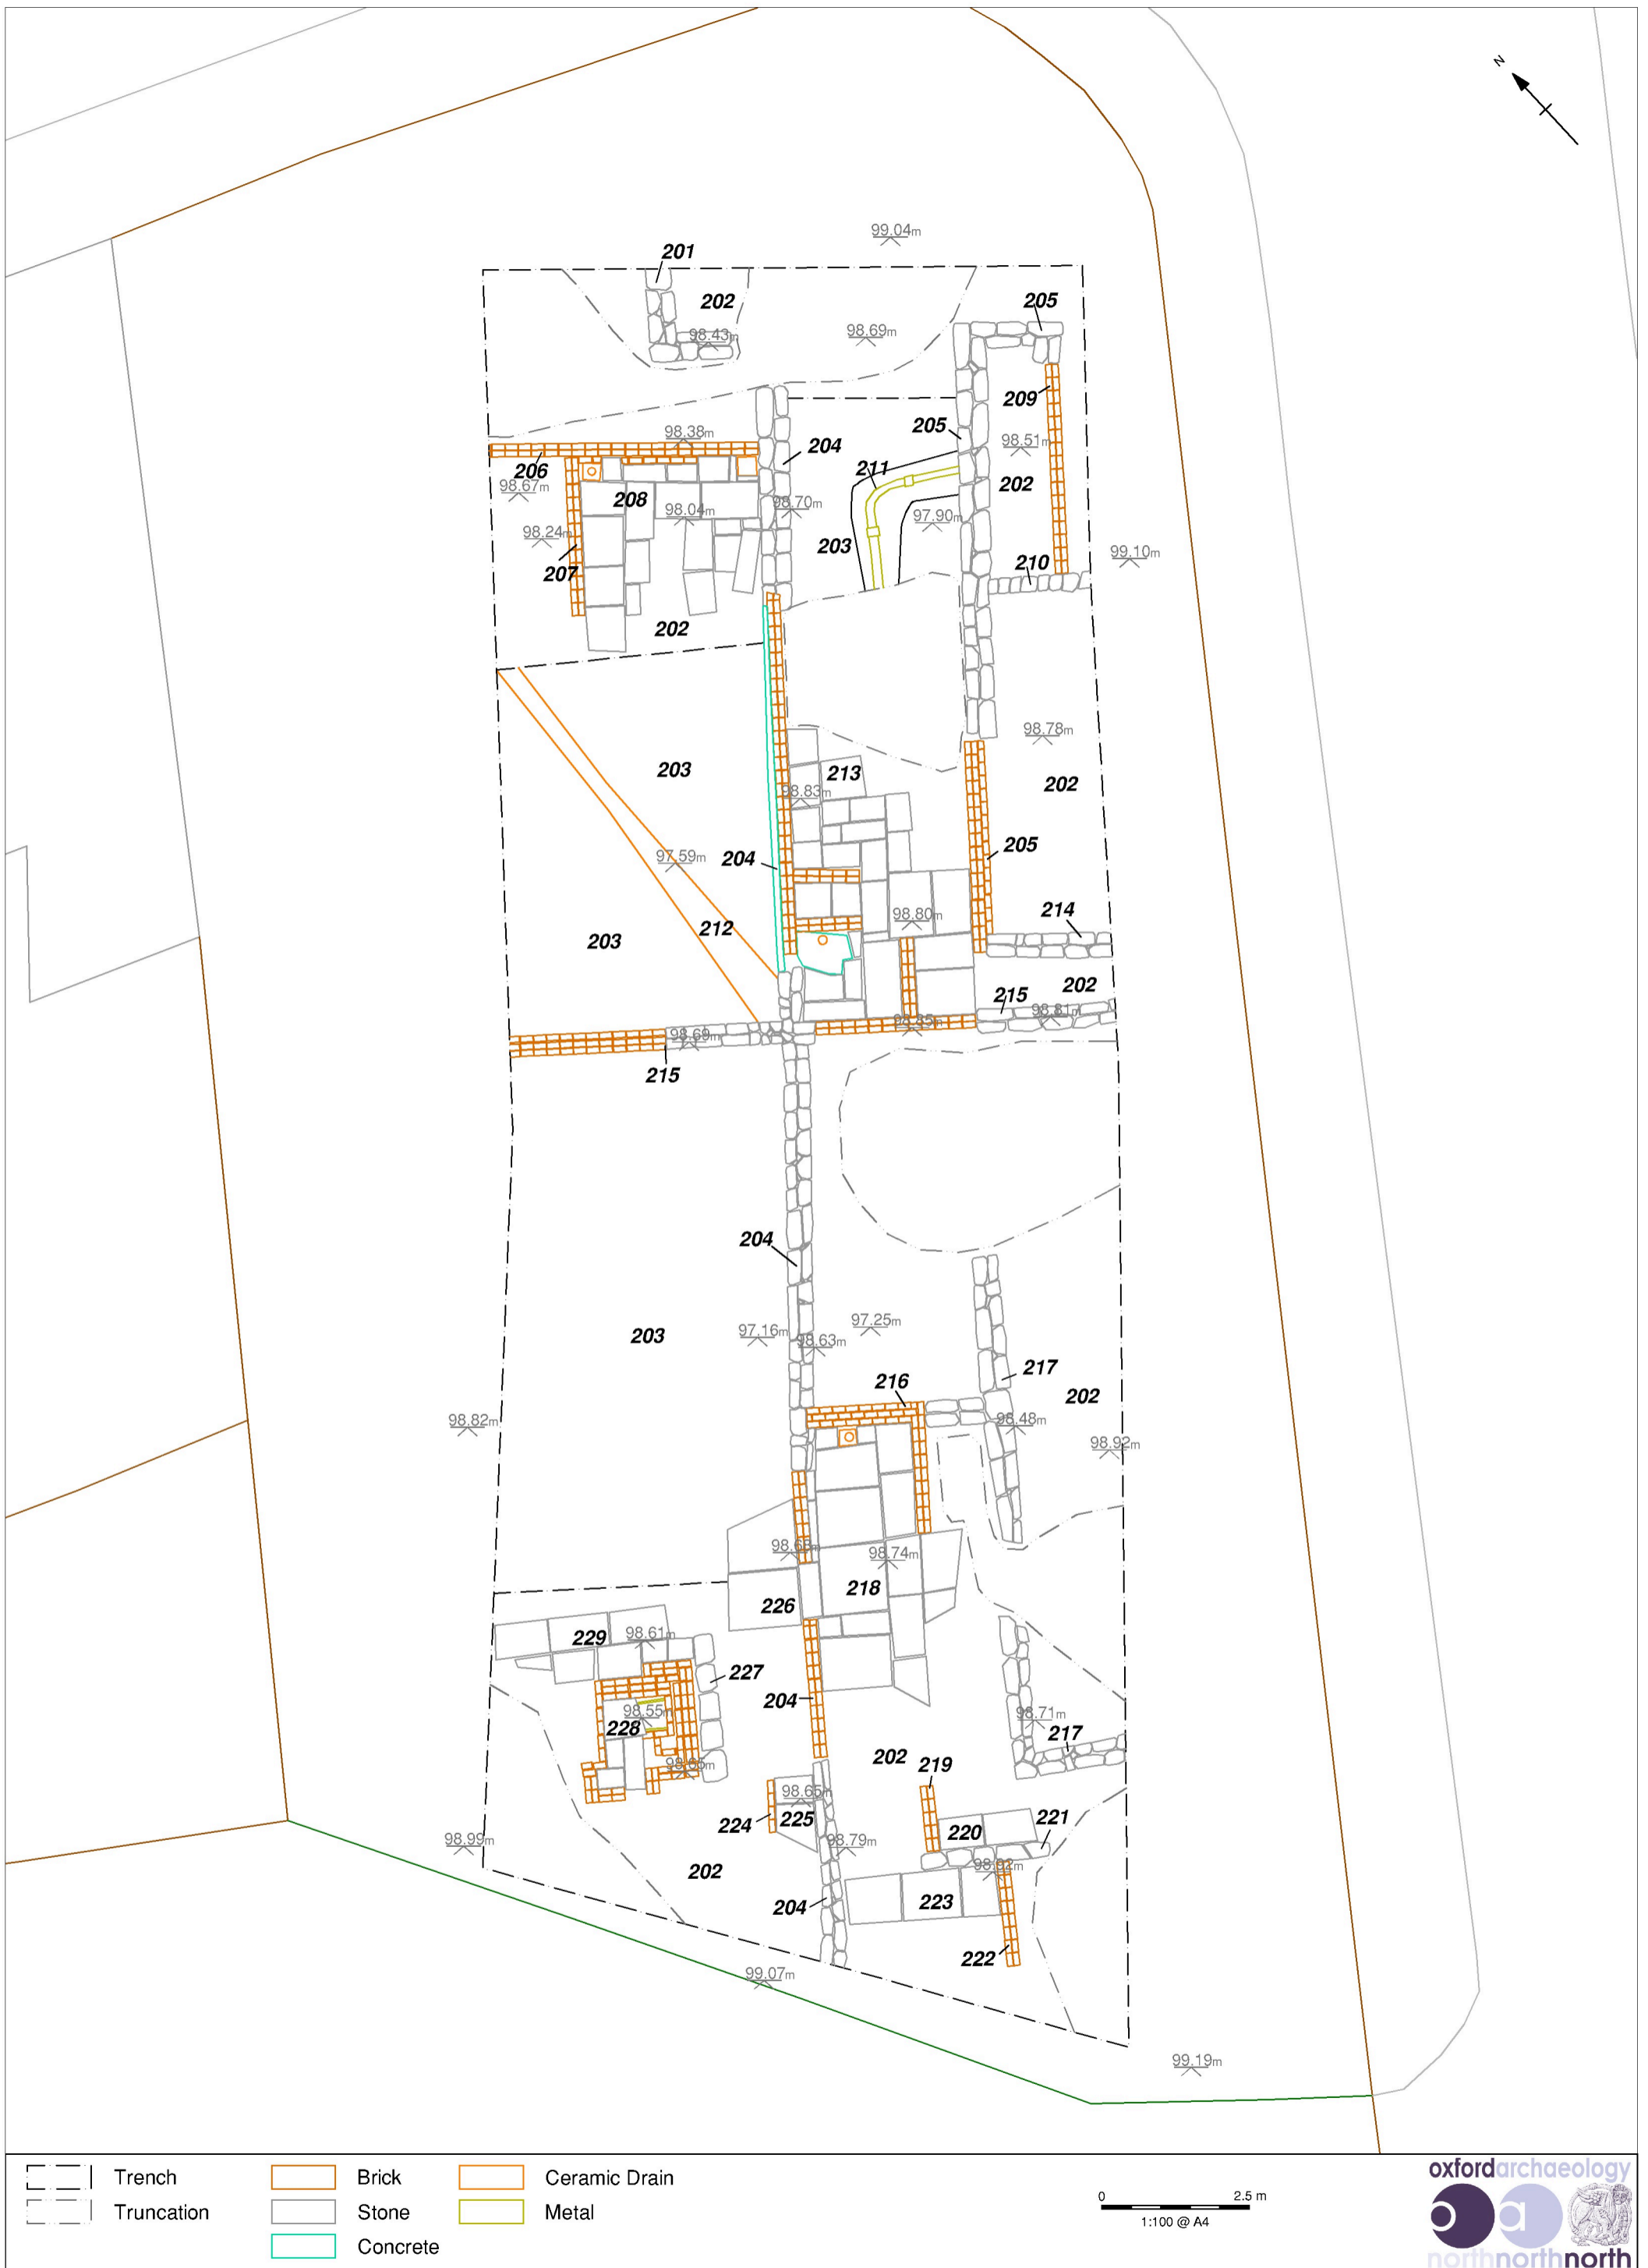 N
99.04m
201
202
205
98.43m
98.69m
209
205
98.38m
204
206
98.51m
211
98.67m
208
202
98.04m
98.70m
97.90m
98.24m
203
99.10m
207
210
202
98.78m
203
213
202
98.83m
205
97.59m
204
214
98.80m
212
203
202
215
98.81m
98.85m
98.69m
215
204
97.25m
203
97.16m
98.63m
217
216
202
98.82m
98.48m
98.92m
98.68m
98.74m
218
226
229
98.61m
227
204
98.55m
98.71m
228
217
202
219
98.65m
98.65m
224
225
221
220
98.99m
98.79m
98.92m
202
204
223
222
99.07m
99.19m
Trench
Brick
Ceramic Drain
Truncation
Stone
Metal
Concrete
0 2.5 m
1:100 @ A4
oxfordarchaeology
oa
northnorthnorth